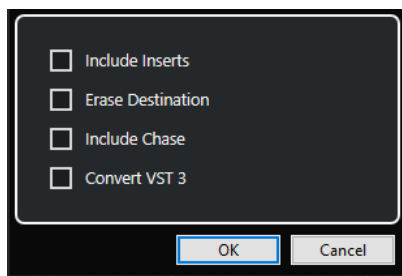 Include Inserts
Erase Destination
Include Chase
Convert VST 3
OK
Cancel